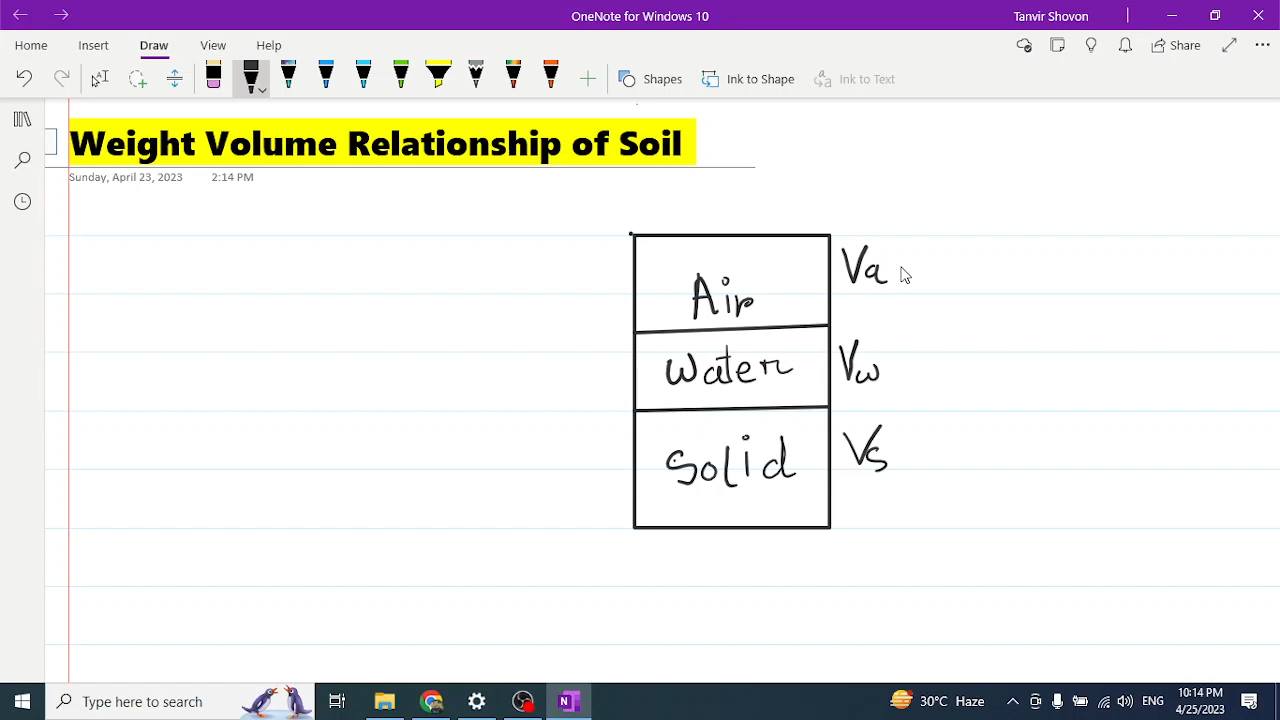 OneNote for Windows 10
Tanvir Shovon
Home Insert Draw View Help
Share
Shapes Ink to Shape Ink to Text
Weight Volume Relationship of Soil
Sunday, April 23, 2023 2:14 PM
Air Va
Water Vw
Solid Vs
Type here to search
30°C Haze
ENG
10:14 PM
4/25/2023